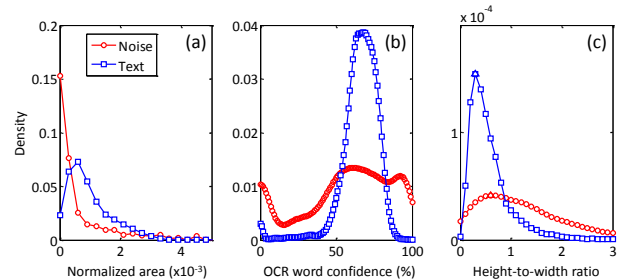 x 10⁻⁴
(a)
(b)
(c)
Noise
Text
Density
0.2
0.15
0.1
0.05
0
0.04
0.03
0.02
0.01
0
1
0
0 2 4
0 50 100
0 1 2 3
Normalized area (x10⁻³)
OCR word confidence (%)
Height-to-width ratio